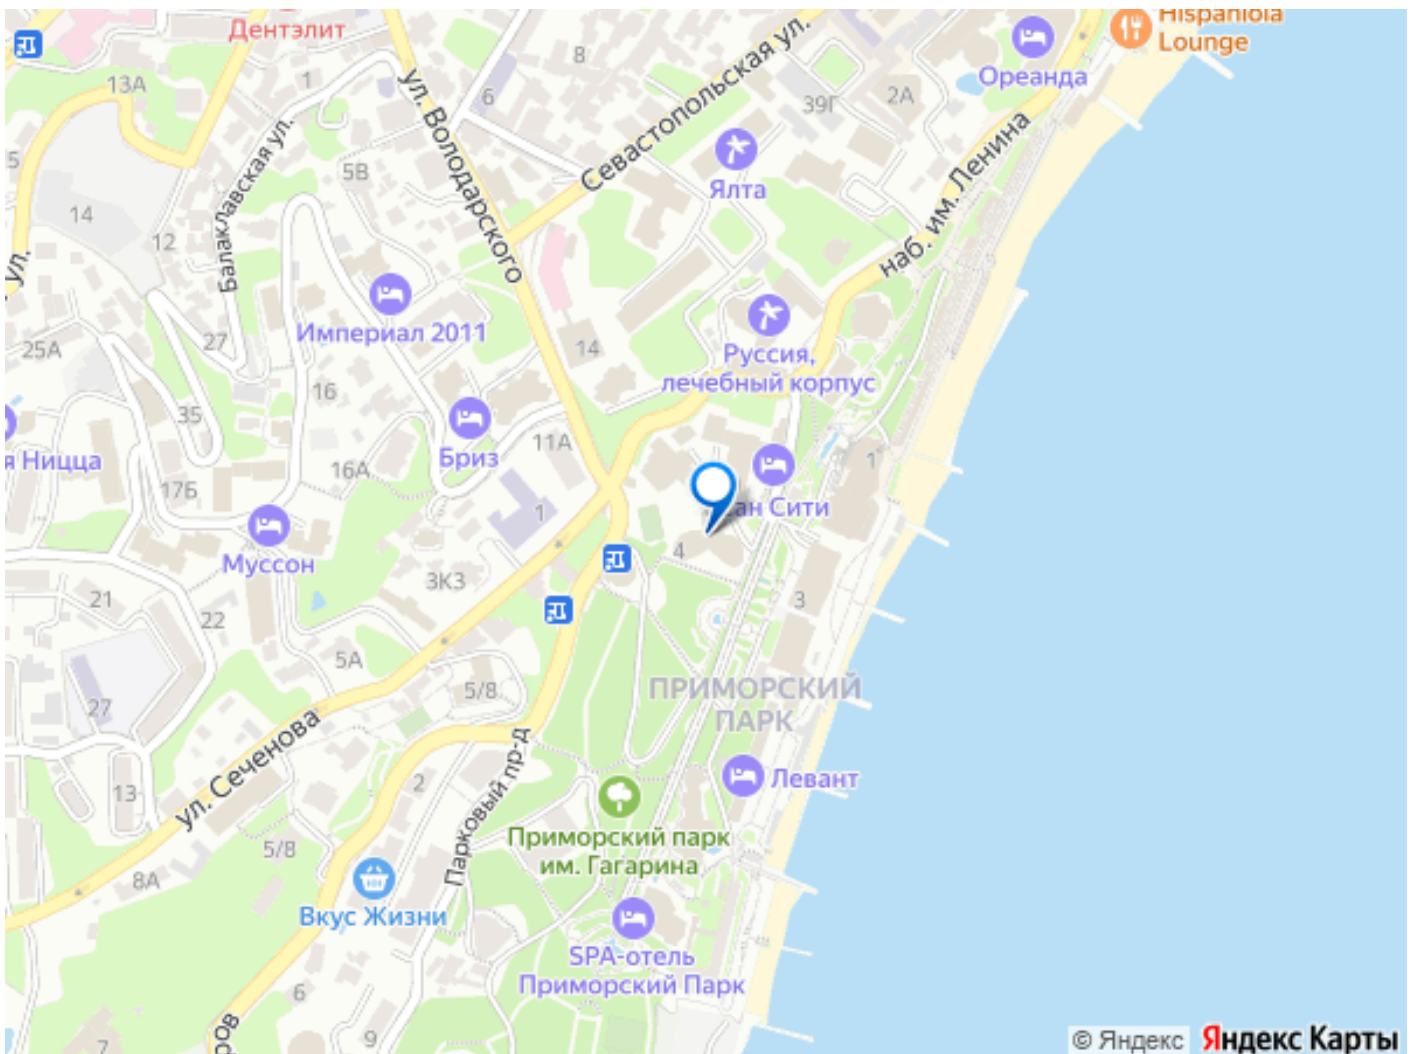 Hispaniola
Lounge
Дентэлит
Ореанда
8
1
13А
6
39Г
2А
ул. Володарского
Севастопольская ул.
наб. им. Ленина
Балаклавская ул.
5
5В
Ялта
14
12
ул.
Империал 2011
27
25А
14
Руссия,
лечебный корпус
16
35
Бриз
11А
я Ницца
16А
17Б
1
Сан Сити
1
Муссон
4
3К3
21
22
3
5А
5/8
27
ПРИМОРСКИЙ
ПАРК
ул. Сеченова
Парковый пр-д
2
13
Левант
Приморский парк
им. Гагарина
5/8
8А
Вкус Жизни
SPA-отель
Приморский Парк
6
9
7
ров
© Яндекс Яндекс Карты